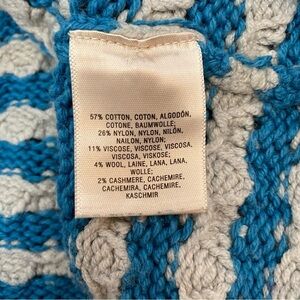 57% COTTON, COTON, ALGODÓN,
COTONE, BAUMWOLLE;
26% NYLON, NYLON, NILÓN,
NAILON, NYLON;
11% VISCOSE, VISCOSE, VISCOSA,
VISCOSA, VISKOSE;
4% WOOL, LAINE, LANA, LANA,
WOLLE;
2% CASHMERE, CACHEMIRE,
CACHEMIRA, CACHEMIRE,
KASCHMIR